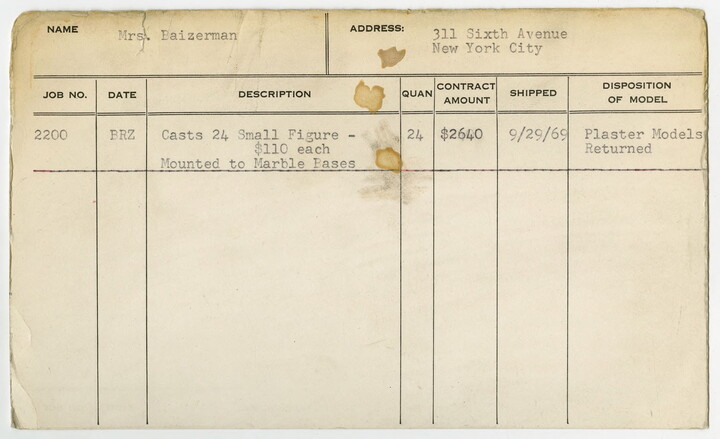 NAME Mrs. Baizerman ADDRESS: 311 Sixth Avenue
New York City
JOB NO. DATE DESCRIPTION QUAN CONTRACT AMOUNT SHIPPED DISPOSITION OF MODEL
2200 BRZ Casts 24 Small Figure - 24 $2640 9/29/69 Plaster Models
$110 each Returned
Mounted to Marble Bases